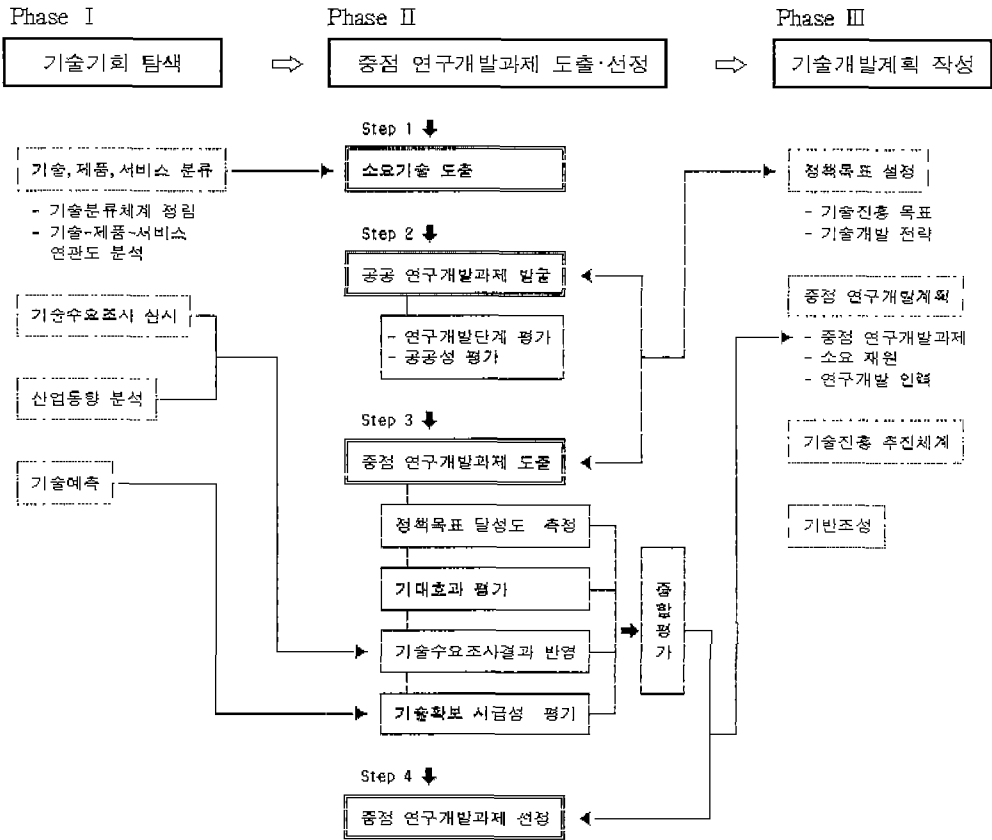 Phase Ⅰ
기술기회 탐색
Phase Ⅱ
중점 연구개발과제 도출·선정
Phase Ⅲ
기술개발계획 작성
기술, 제품, 서비스 분류
- 기술분류체계 정립
- 기술-제품-서비스
연관도 분석
기술수요조사 실시
산업동향 분석
기술예측
Step 1
소요기술 도출
Step 2
공공 연구개발과제 발굴
- 연구개발단계 평가
- 공공성 평가
Step 3
중점 연구개발과제 도출
정책목표 달성도 측정
기대효과 평가
기술수요조사결과 반영
기술확보 시급성 평가
종합평가
Step 4
중점 연구개발과제 선정
정책목표 설정
- 기술진흥 목표
- 기술개발 전략
중점 연구개발계획
- 중점 연구개발과제
- 소요 재원
- 연구개발 인력
기술진흥 추진체계
기반조성